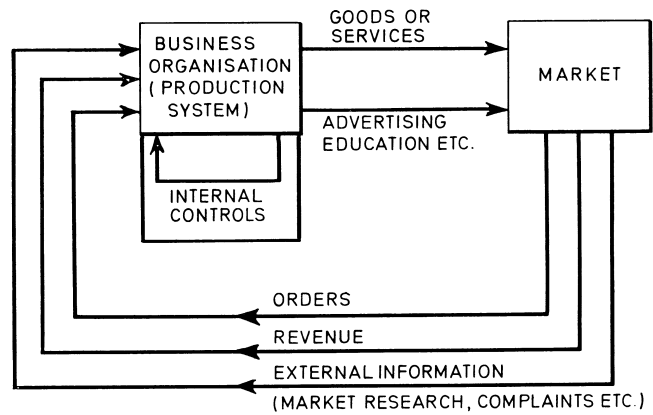 GOODS OR
SERVICES
BUSINESS
ORGANISATION
(PRODUCTION
SYSTEM)
MARKET
ADVERTISING
EDUCATION ETC.
INTERNAL
CONTROLS
ORDERS
REVENUE
EXTERNAL INFORMATION
(MARKET RESEARCH, COMPLAINTS ETC.)